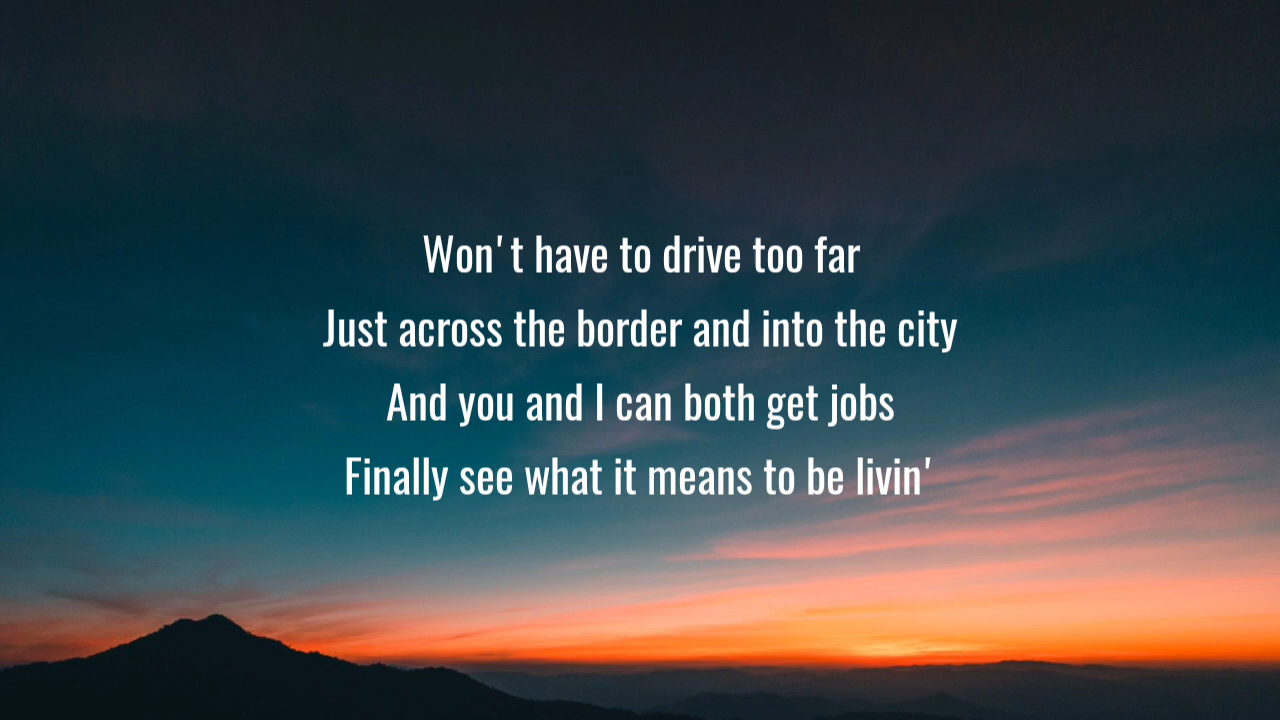 Won't have to drive too far
Just across the border and into the city
And you and I can both get jobs
Finally see what it means to be livin'